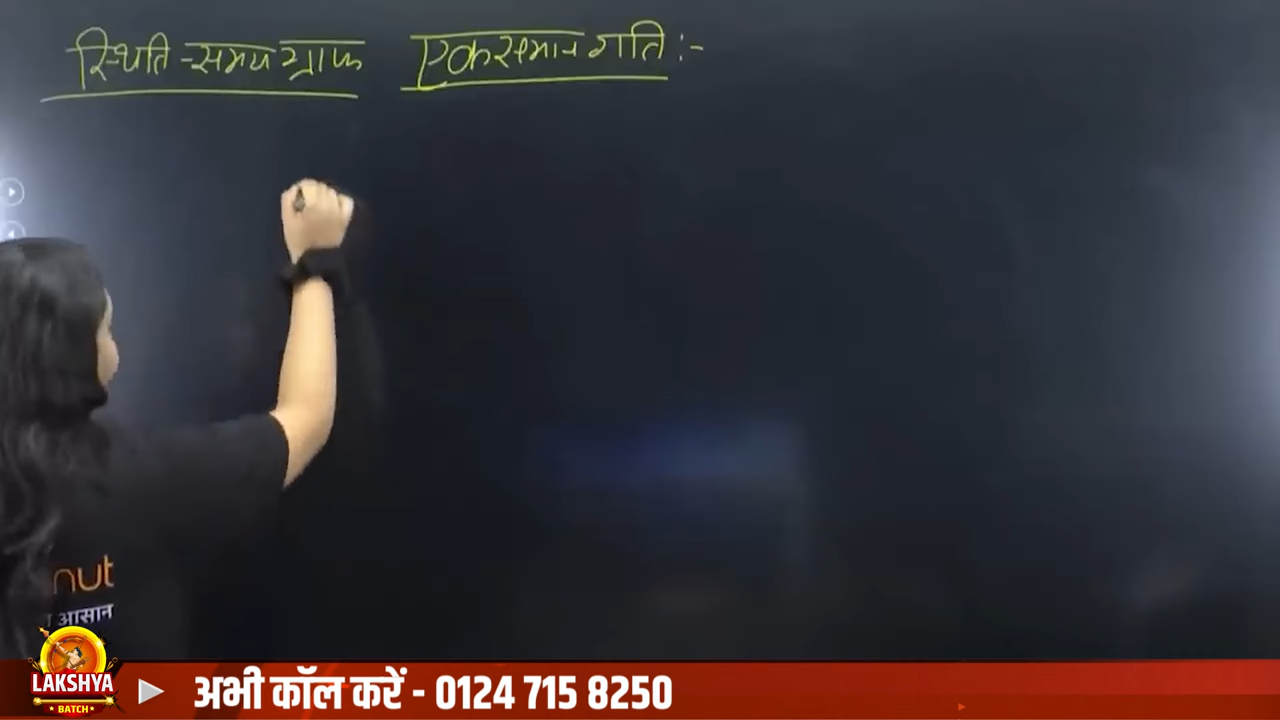 स्थिति-समय ग्राफ एकसमान गति :-
nut
आसान
LAKSHYA
BATCH
अभी कॉल करें - 0124 715 8250